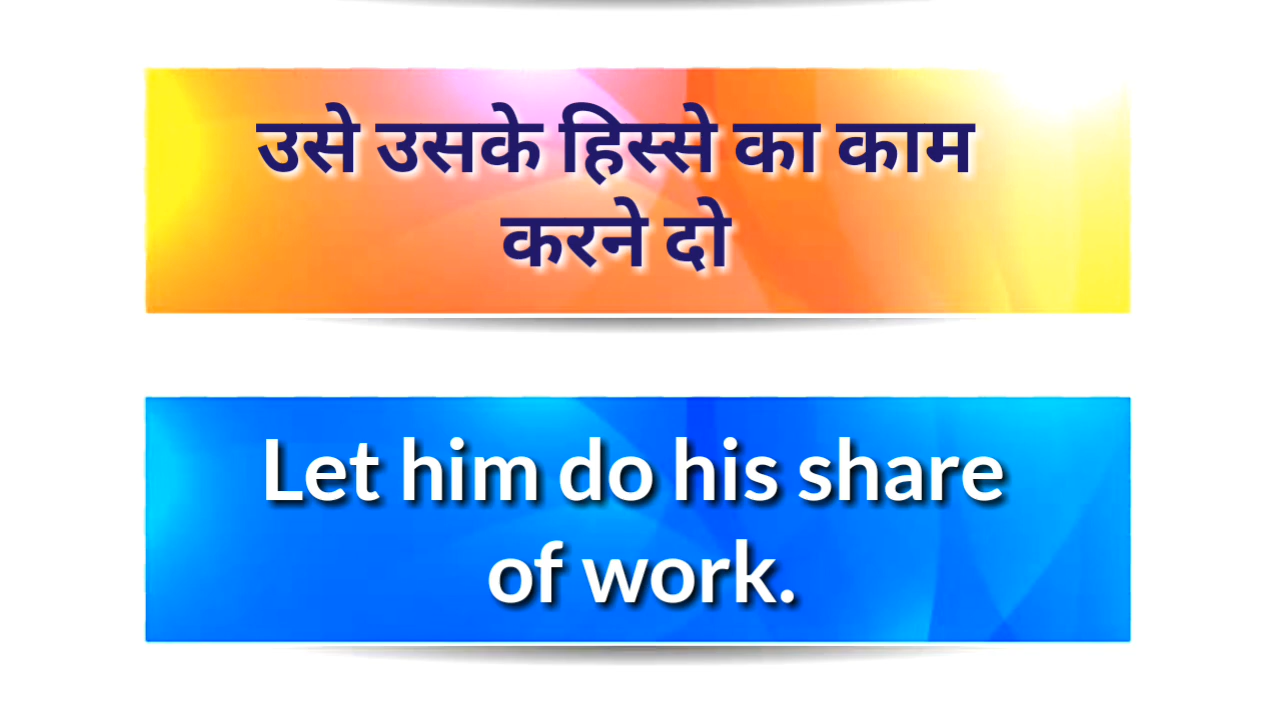 उसे उसके हिस्से का काम
करने दो
Let him do his share
of work.